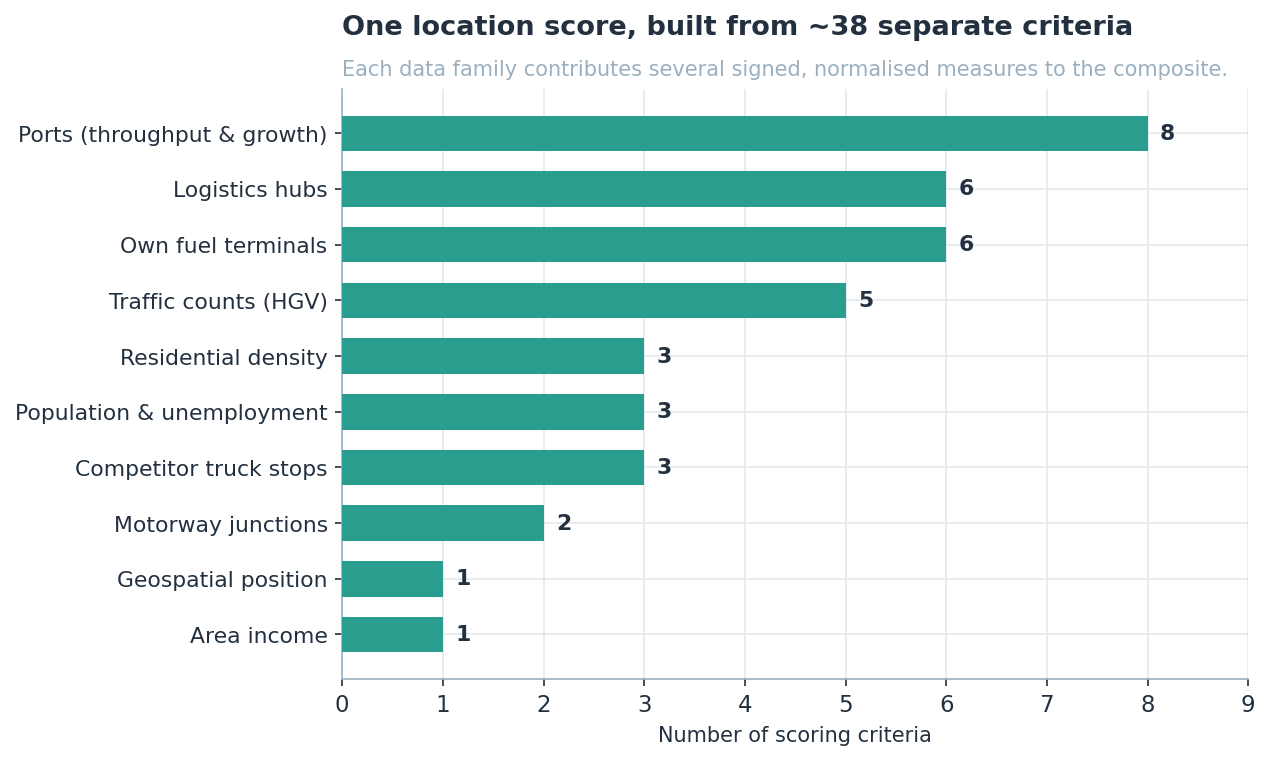 One location score, built from ~38 separate criteria
Each data family contributes several signed, normalised measures to the composite.
Ports (throughput & growth) 8
Logistics hubs 6
Own fuel terminals 6
Traffic counts (HGV) 5
Residential density 3
Population & unemployment 3
Competitor truck stops 3
Motorway junctions 2
Geospatial position 1
Area income 1
0 1 2 3 4 5 6 7 8 9
Number of scoring criteria